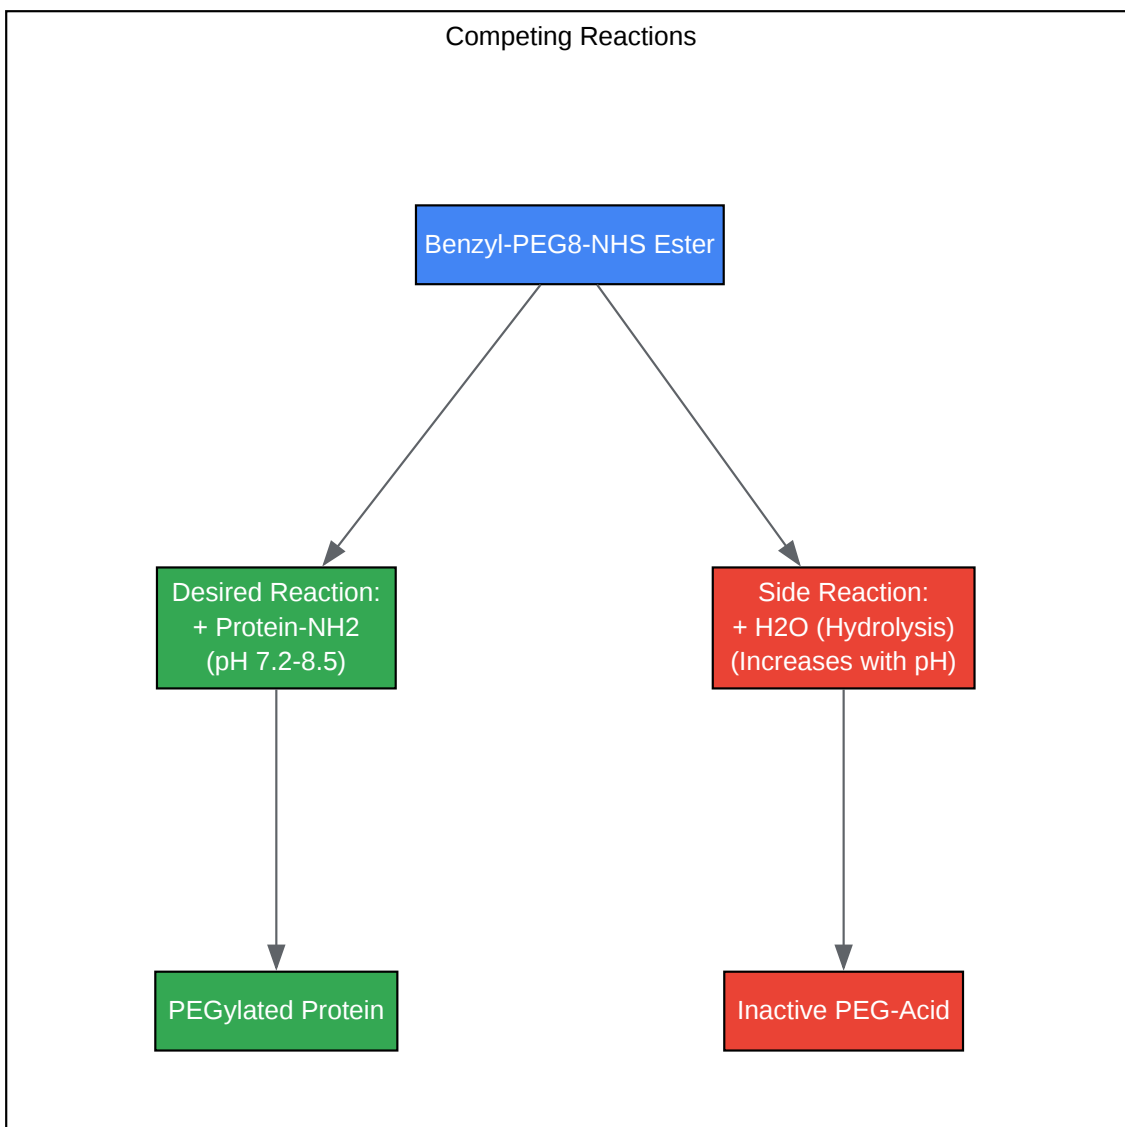 Competing Reactions
Benzyl-PEG8-NHS Ester
Desired Reaction:
+ Protein-NH2
(pH 7.2-8.5)
Side Reaction:
+ H2O (Hydrolysis)
(Increases with pH)
PEGylated Protein
Inactive PEG-Acid